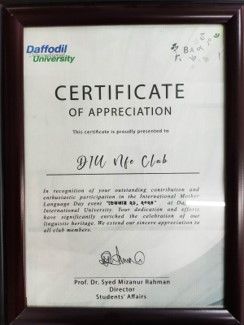 Daffodil
University
CERTIFICATE
OF APPRECIATION
This certificate is proudly presented to
DIU Nfe Club
In recognition of your outstanding contribution and
enthusiastic participation in the International Mother
Language Day event at
International University. Your dedication and efforts
have significantly enriched the celebration of our
linguistic heritage. We extend our sincere appreciation to
all club members.
Prof. Dr. Syed Mizanur Rahman
Director
Students' Affairs